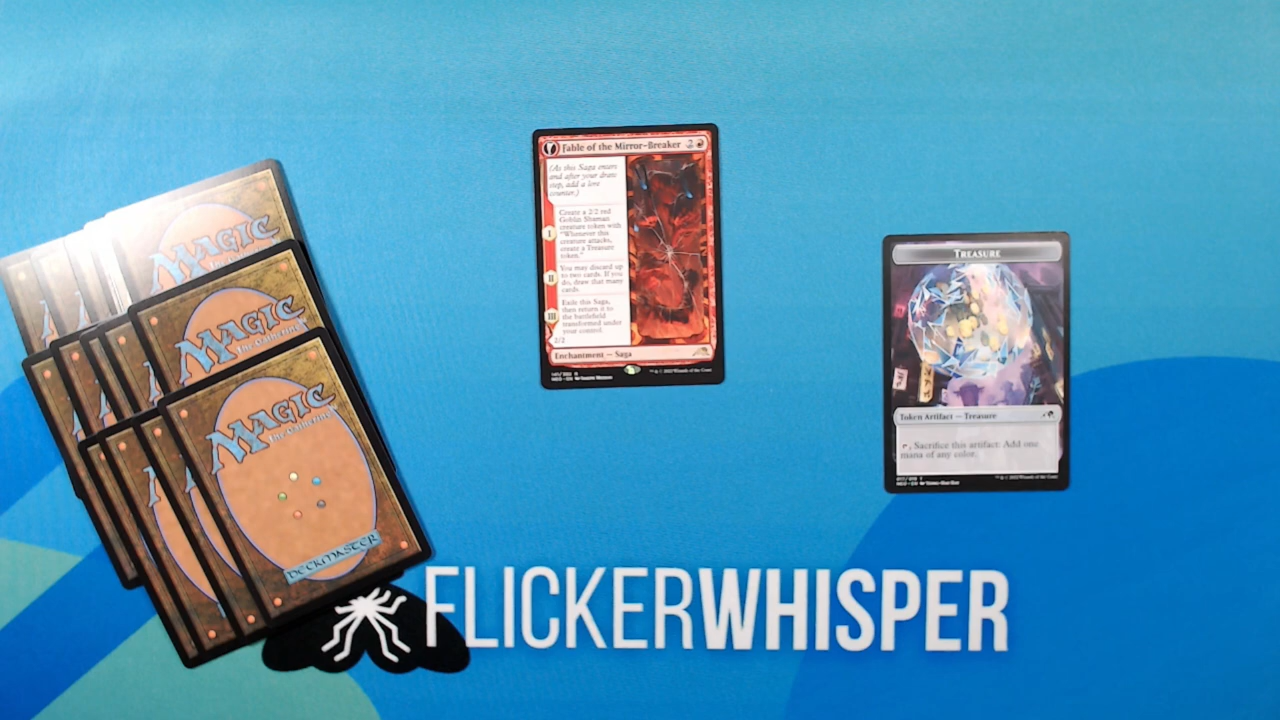 Fable of the Mirror-Breaker 2
(As this Saga enters
and after your draw
step, add a lore
counter.)
I
Create a 2/2 red
Goblin Shaman
creature token with
"Whenever this
creature attacks,
create a Treasure
token."
II
You may discard up
to two cards. If you
do, draw that many
cards.
III
Exile this Saga,
then return it to
the battlefield
transformed under
your control.
2/2
Enchantment — Saga
TREASURE
Token Artifact — Treasure
, Sacrifice this artifact: Add one
mana of any color.
MAGIC
MAGIC
The Gathering
MAGIC
The Gathering
DECKMASTER
FLICKERWHISPER